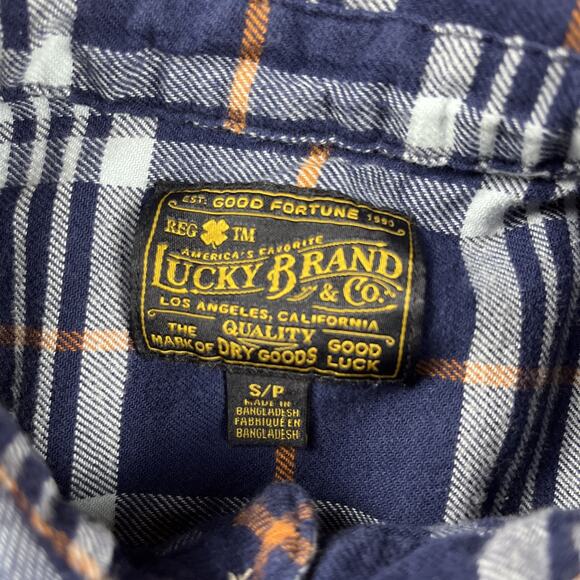 EST. GOOD FORTUNE 1990
REG ™
AMERICA'S FAVORITE
LUCKY BRAND
& CO.
LOS ANGELES, CALIFORNIA
THE QUALITY GOOD
MARK OF DRY GOODS LUCK
S/P
MADE IN
BANGLADESH
FABRIQUÉ EN
BANGLADESH